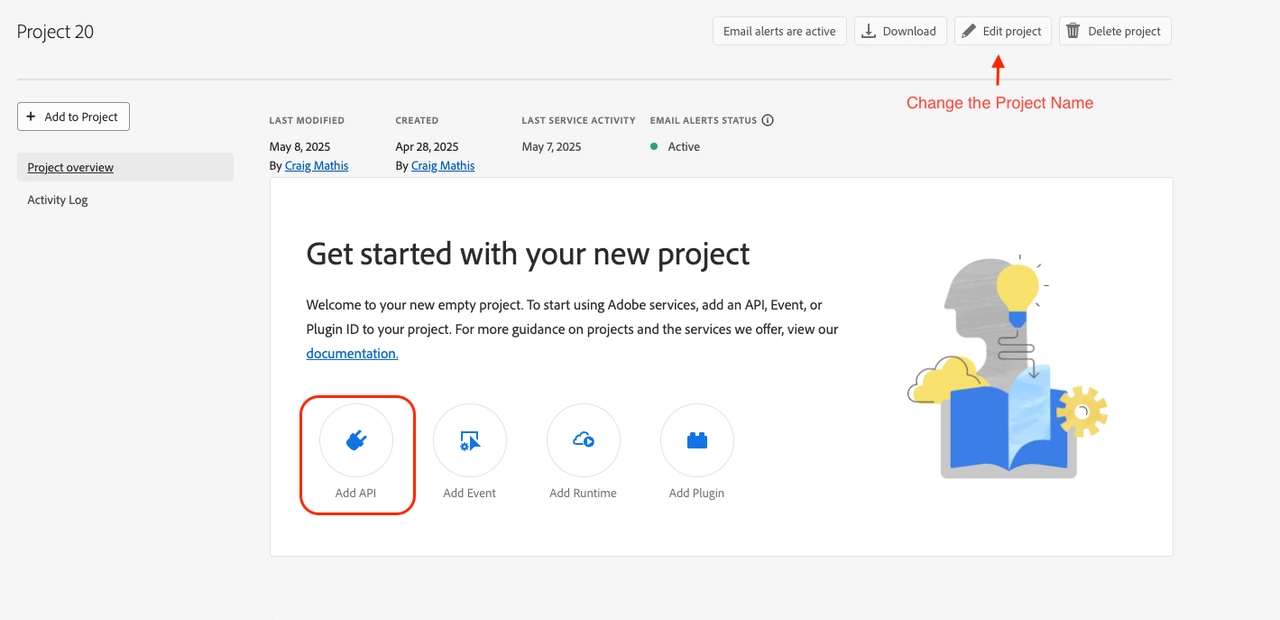 Project 20
Email alerts are active
Download
Edit project
Delete project
Change the Project Name
+ Add to Project
Project overview
Activity Log
LAST MODIFIED
May 8, 2025
By Craig Mathis
CREATED
Apr 28, 2025
By Craig Mathis
LAST SERVICE ACTIVITY
May 7, 2025
EMAIL ALERTS STATUS
Active
Get started with your new project
Welcome to your new empty project. To start using Adobe services, add an API, Event, or
Plugin ID to your project. For more guidance on projects and the services we offer, view our
documentation.
Add API
Add Event
Add Runtime
Add Plugin